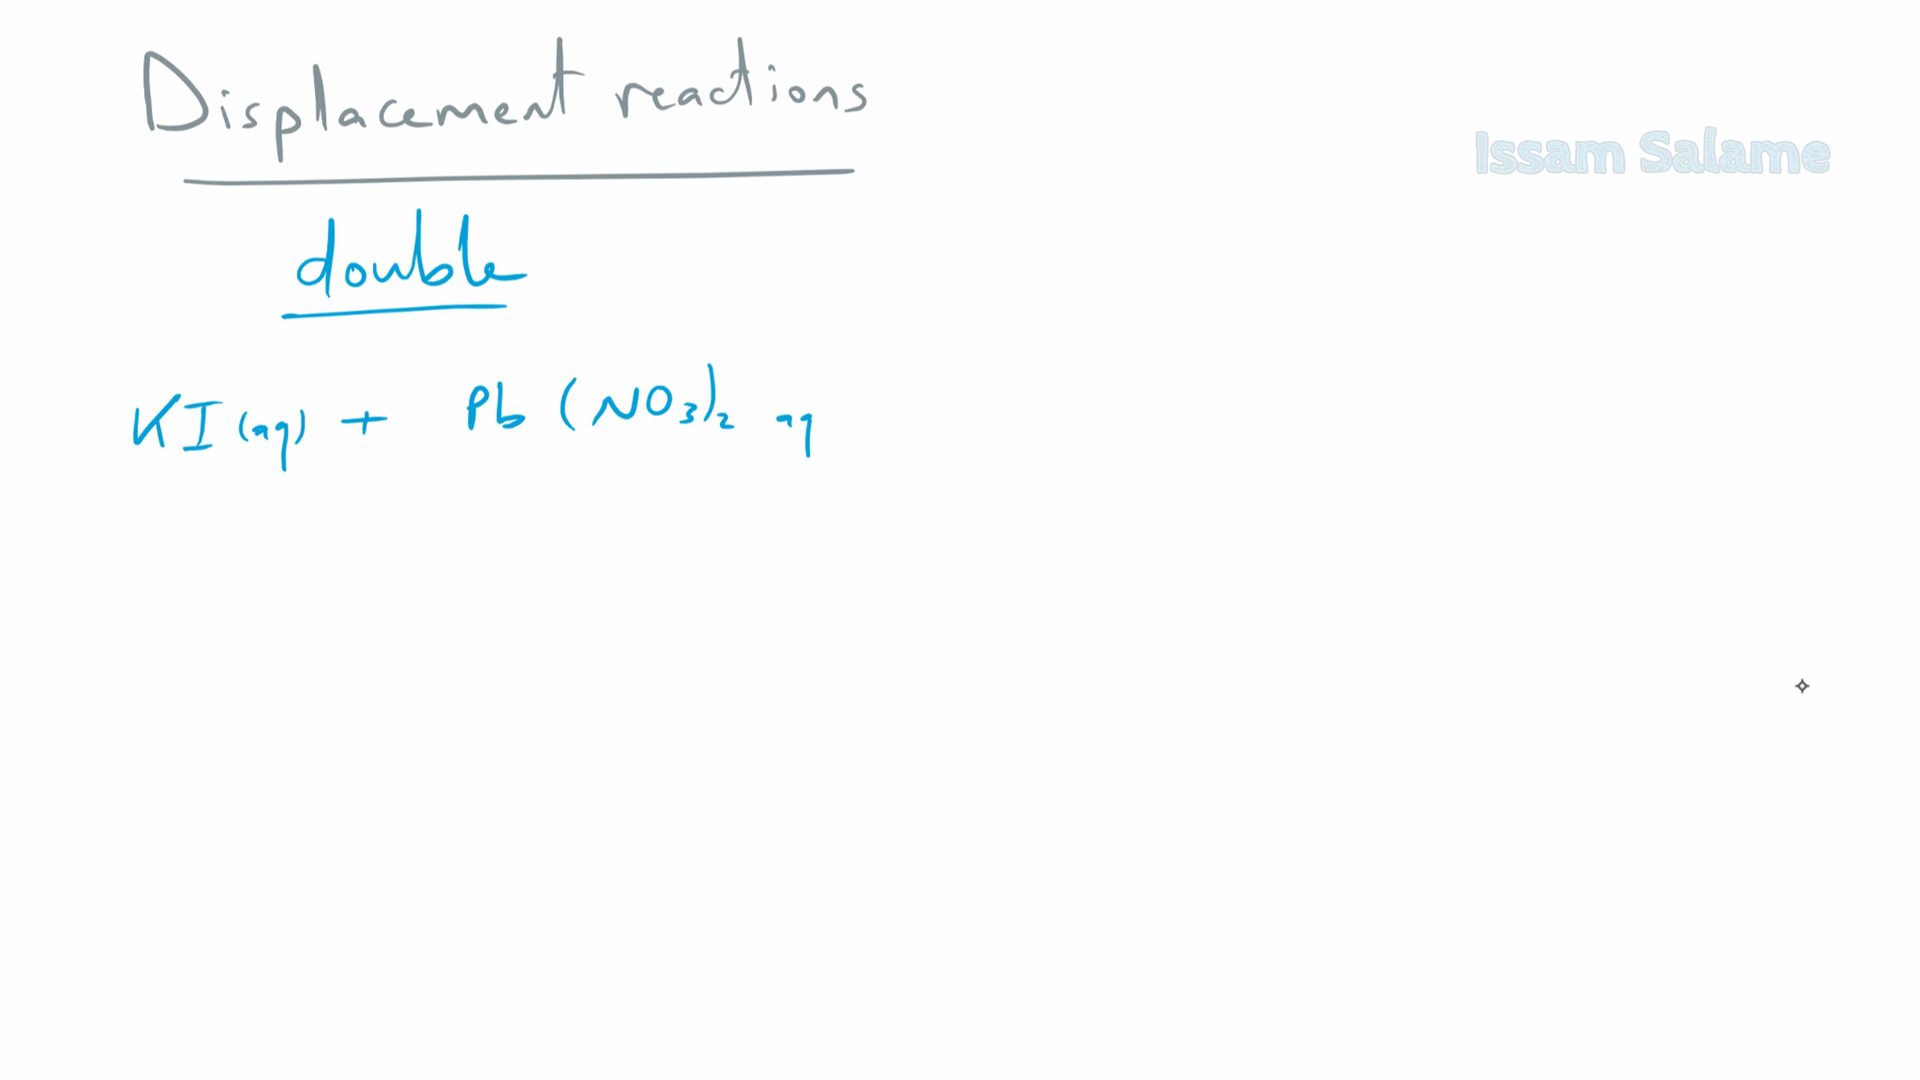 Displacement reactions
Issam Salame
double
KI (aq) + Pb (NO₃)₂ aq